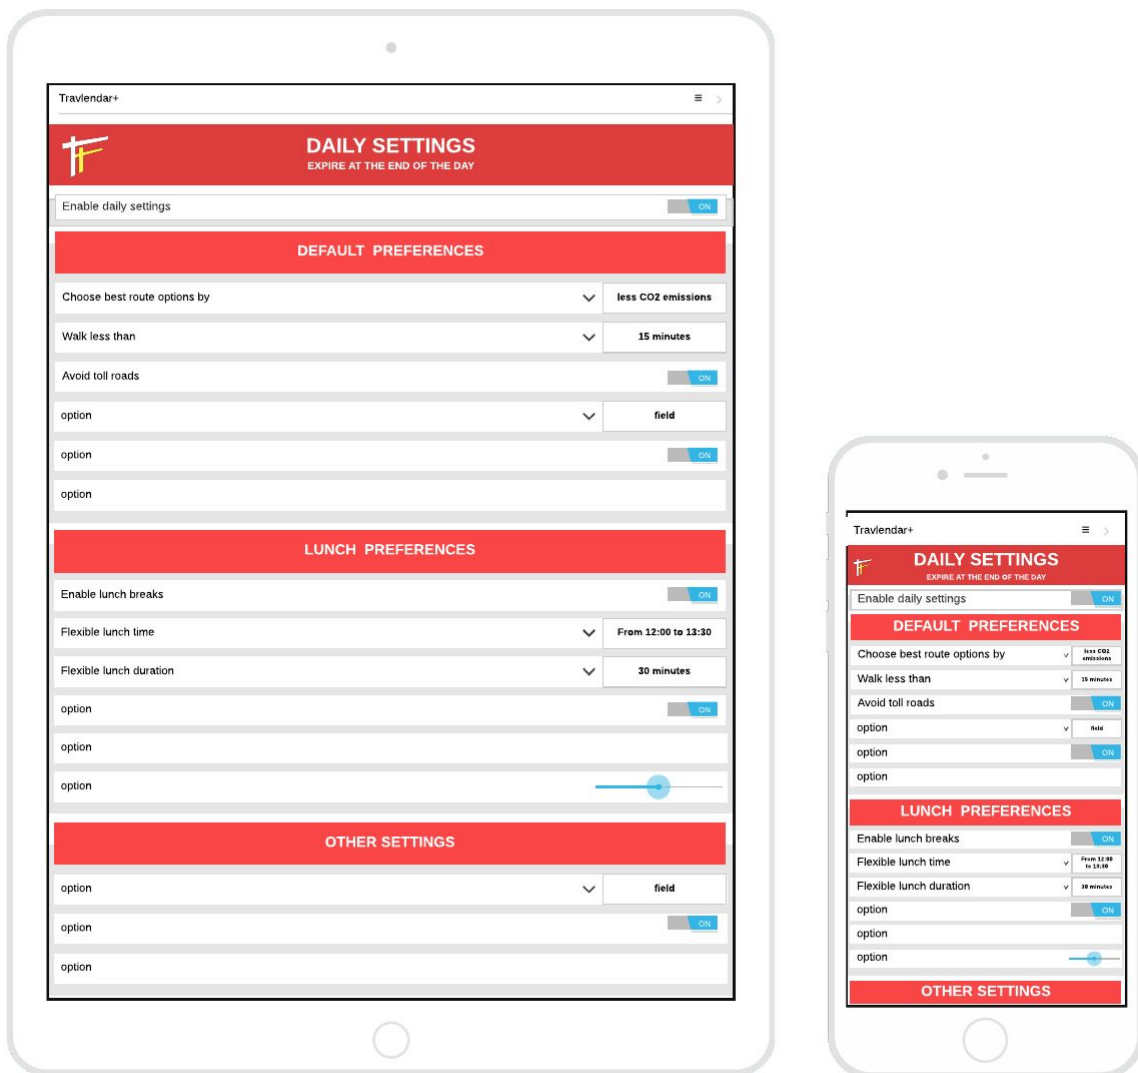 Travlendar+
DAILY SETTINGS
EXPIRE AT THE END OF THE DAY
Enable daily settings ON
DEFAULT PREFERENCES
Choose best route options by less CO2 emissions
Walk less than 15 minutes
Avoid toll roads ON
option field
option ON
option
LUNCH PREFERENCES
Enable lunch breaks ON
Flexible lunch time From 12:00 to 13:30
Flexible lunch duration 30 minutes
option ON
option
option
OTHER SETTINGS
option field
option ON
option
Travlendar+
DAILY SETTINGS
EXPIRE AT THE END OF THE DAY
Enable daily settings ON
DEFAULT PREFERENCES
Choose best route options by less CO2
emissions
Walk less than 15 minutes
Avoid toll roads ON
option field
option ON
option
LUNCH PREFERENCES
Enable lunch breaks ON
Flexible lunch time From 12:00
to 13:30
Flexible lunch duration 30 minutes
option ON
option
option
OTHER SETTINGS